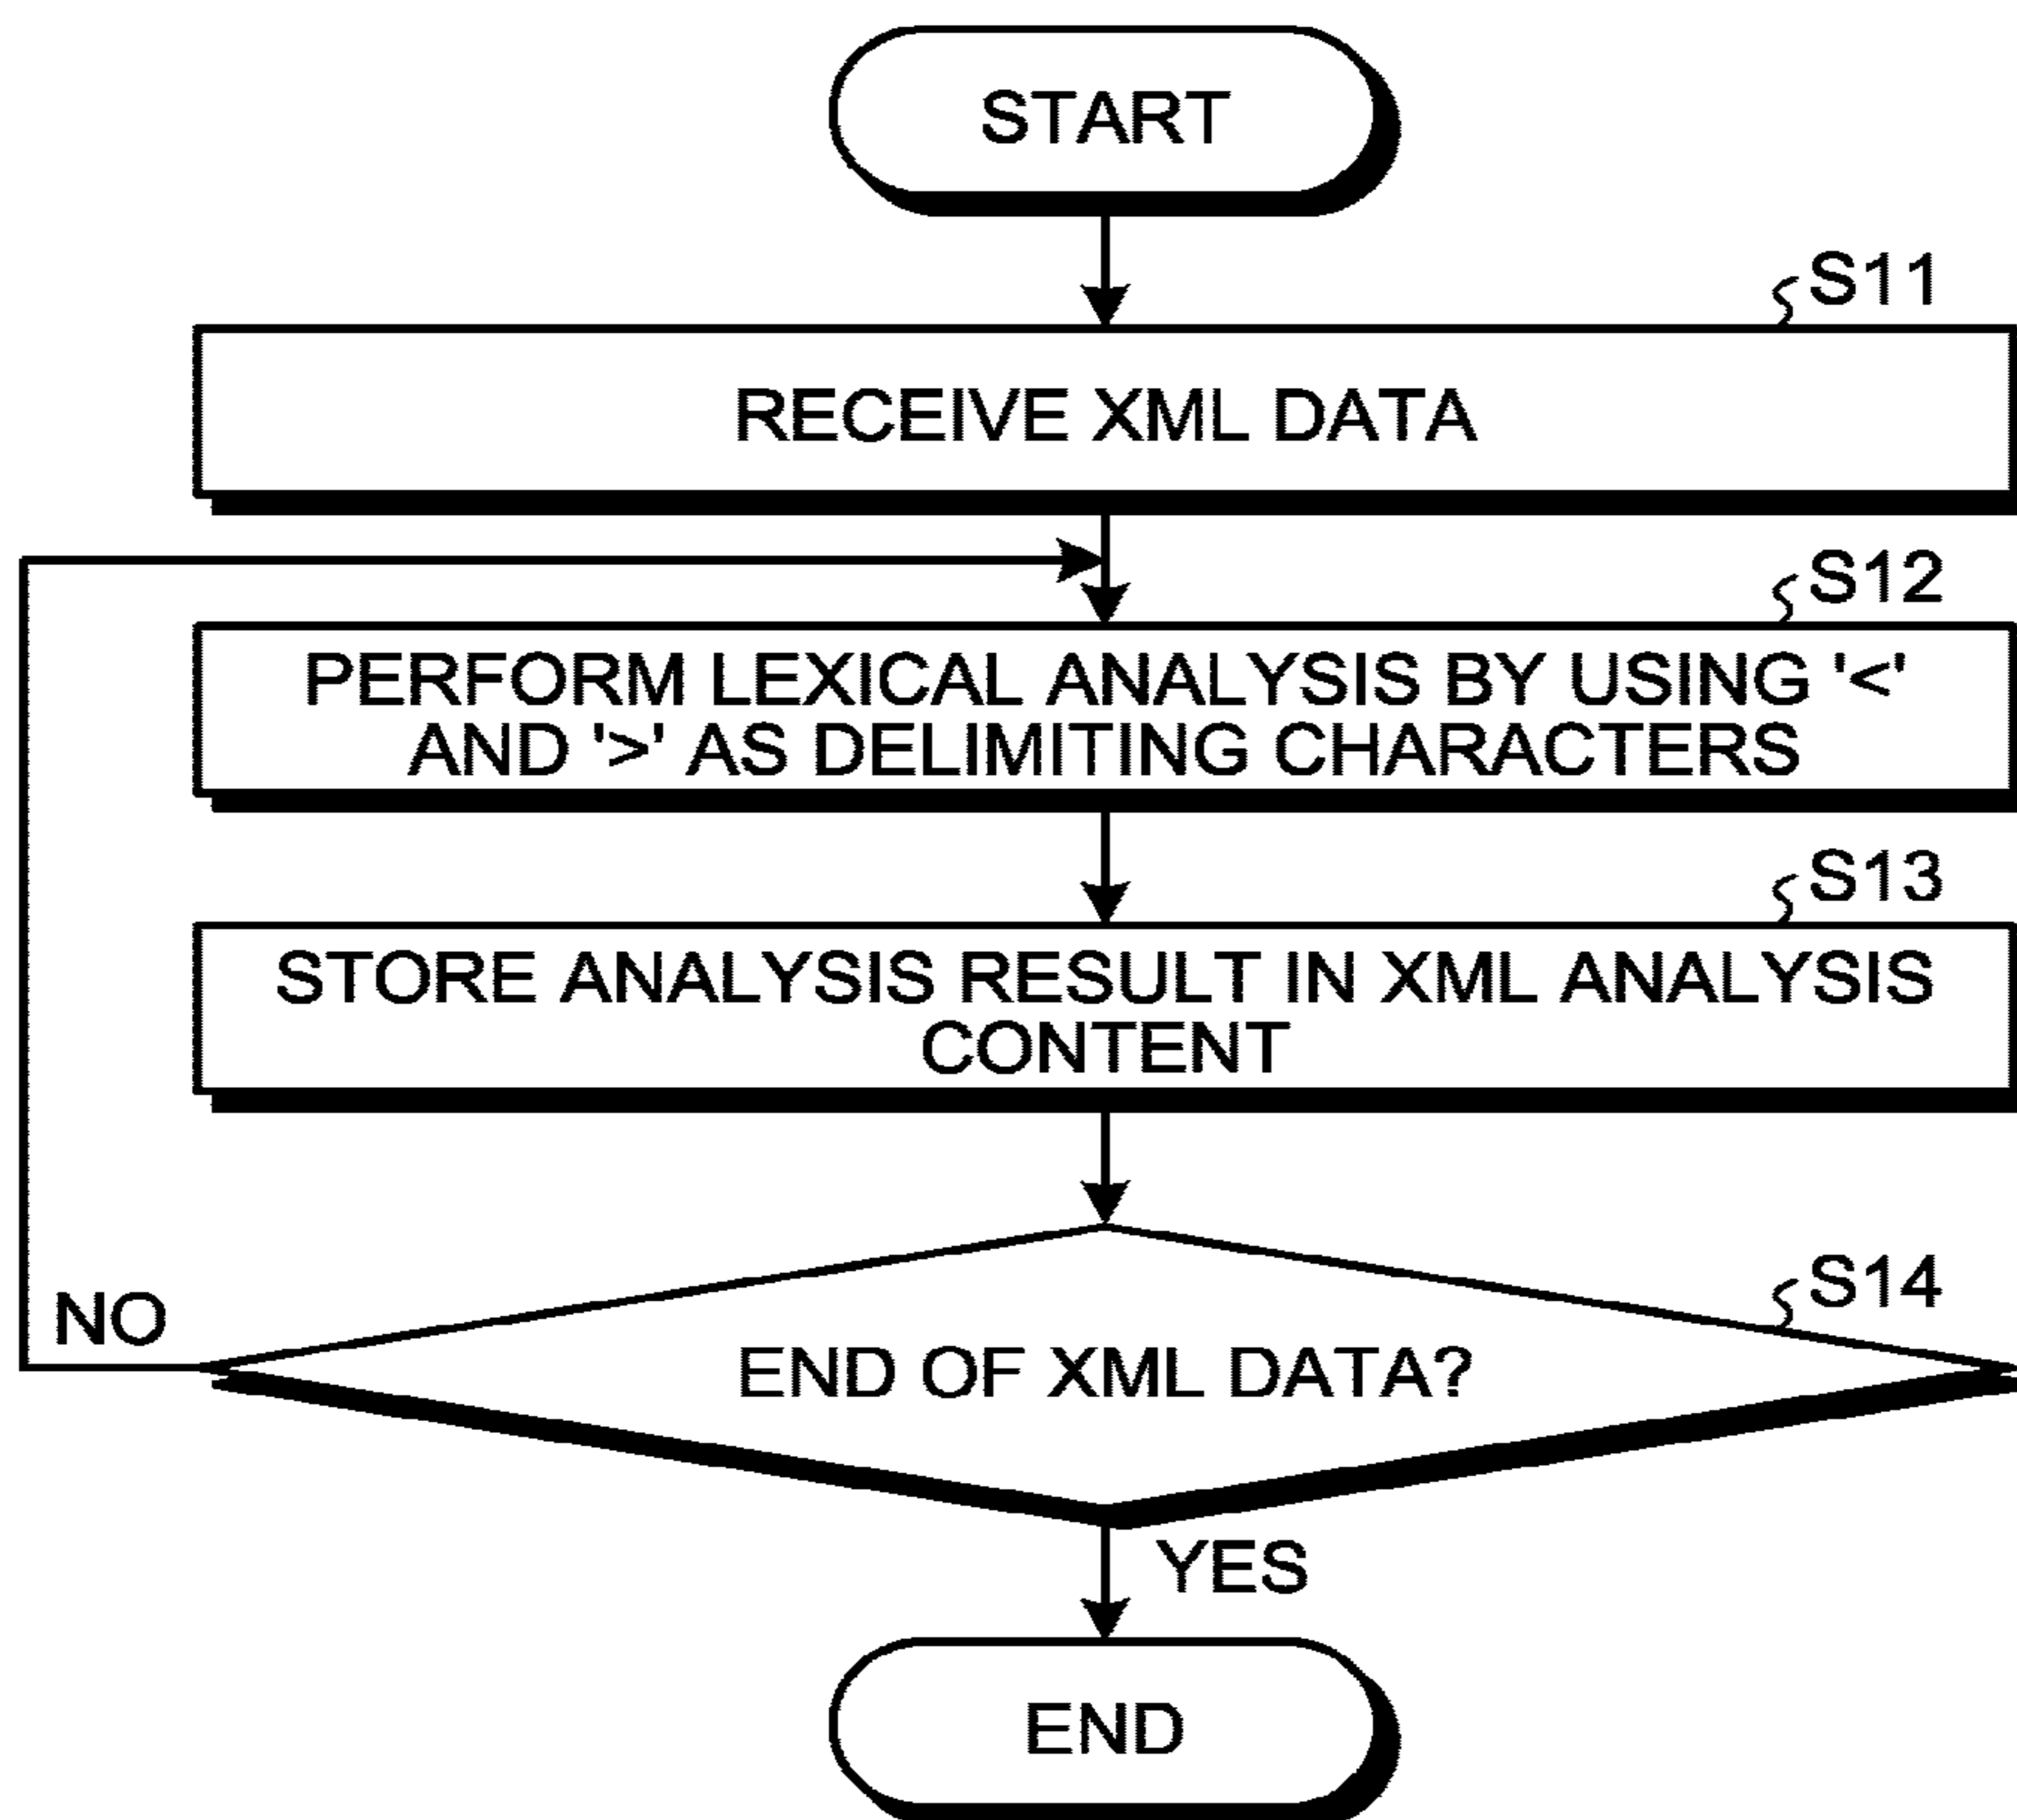 START
S11
RECEIVE XML DATA
S12
PERFORM LEXICAL ANALYSIS BY USING '<'
AND '>' AS DELIMITING CHARACTERS
S13
STORE ANALYSIS RESULT IN XML ANALYSIS
CONTENT
S14
NO
END OF XML DATA?
YES
END